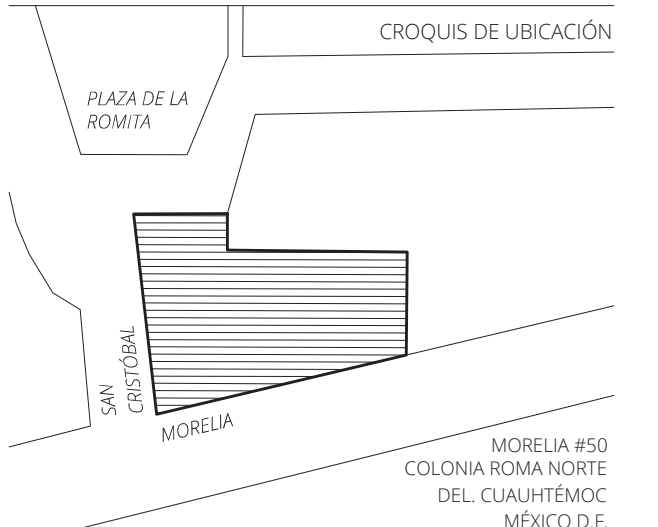 CROQUIS DE UBICACIÓN
PLAZA DE LA
ROMITA
SAN
CRISTÓBAL
MORELIA
MORELIA #50
COLONIA ROMA NORTE
DEL. CUAUHTÉMOC
MÉXICO D.F.